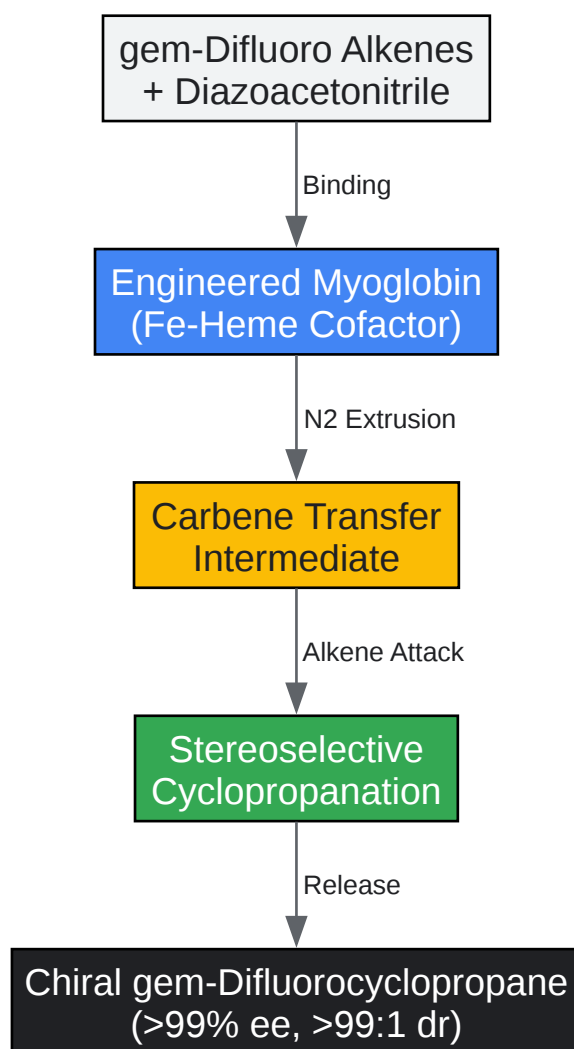 gem-Difluoro Alkenes
+ Diazoacetonitrile
Binding
Engineered Myoglobin
(Fe-Heme Cofactor)
N2 Extrusion
Carbene Transfer
Intermediate
Alkene Attack
Stereoselective
Cyclopropanation
Release
Chiral gem-Difluorocyclopropane
(>99% ee, >99:1 dr)